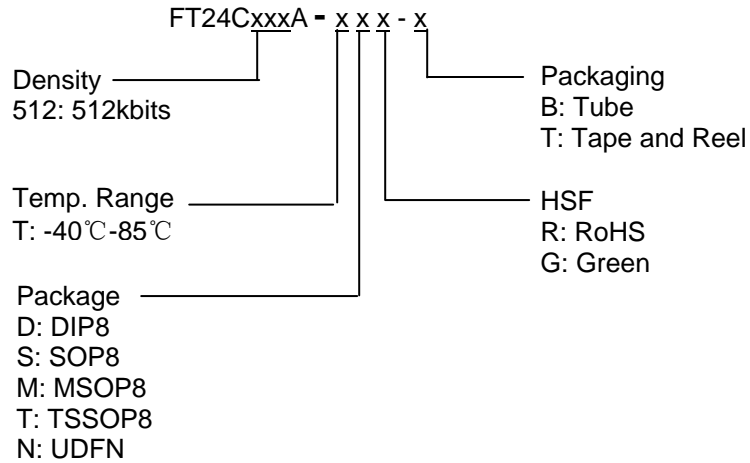 FT24CxxxA - x x x - x
Density
512: 512kbits
Packaging
B: Tube
T: Tape and Reel
Temp. Range
T: -40℃-85℃
HSF
R: RoHS
G: Green
Package
D: DIP8
S: SOP8
M: MSOP8
T: TSSOP8
N: UDFN